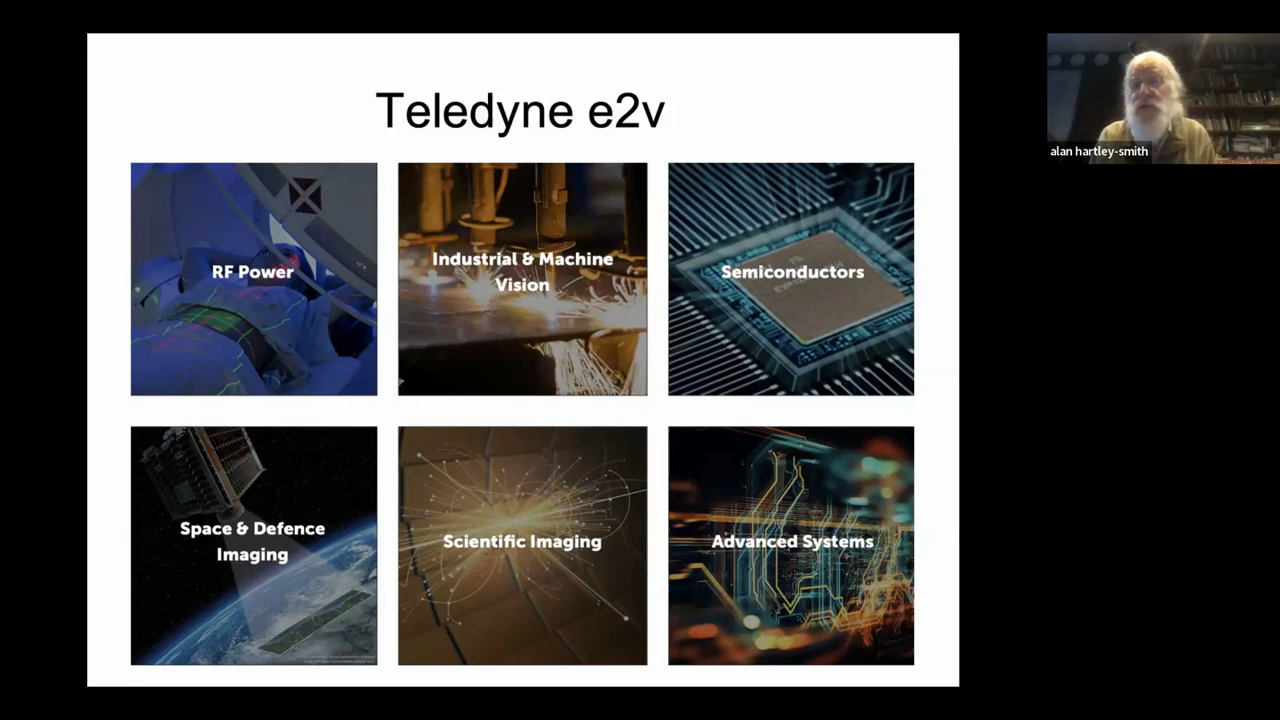 Teledyne e2v
alan hartley-smith
RF Power
Industrial & Machine
Vision
Semiconductors
Space & Defence
Imaging
Scientific Imaging
Advanced Systems